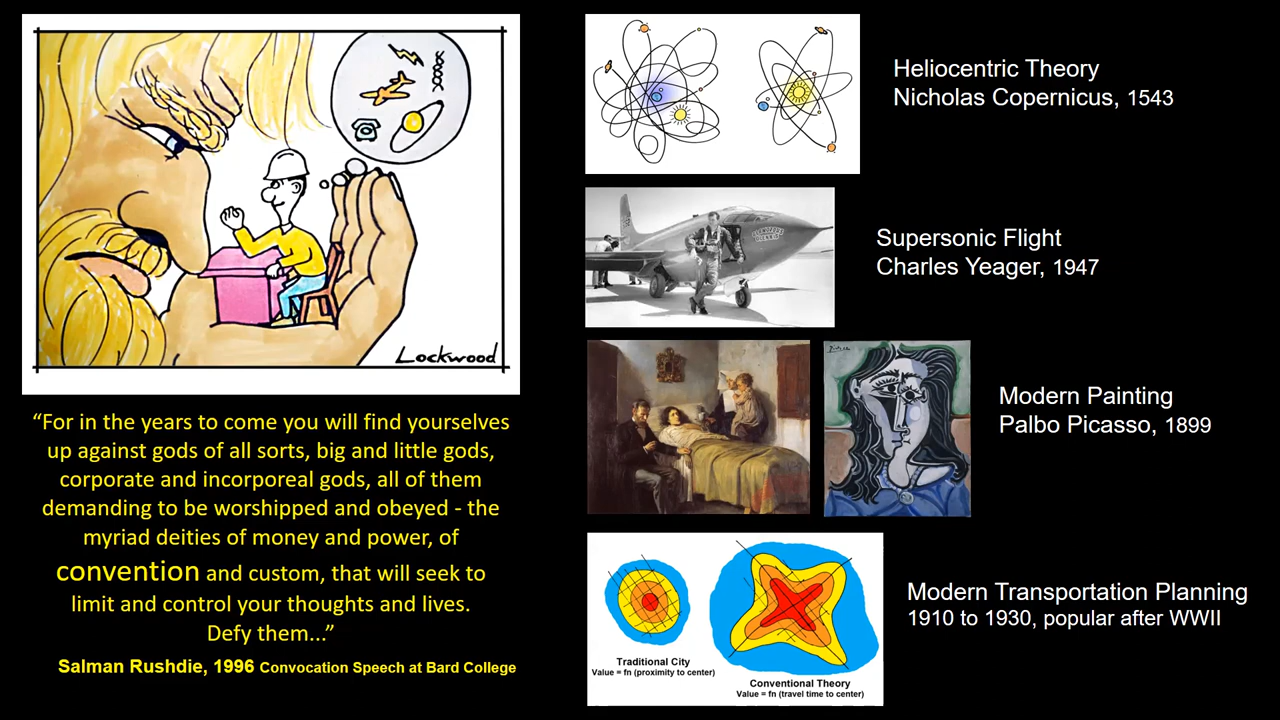 Lockwood
“For in the years to come you will find yourselves
up against gods of all sorts, big and little gods,
corporate and incorporeal gods, all of them
demanding to be worshipped and obeyed - the
myriad deities of money and power, of
convention and custom, that will seek to
limit and control your thoughts and lives.
Defy them...”
Salman Rushdie, 1996 Convocation Speech at Bard College
Heliocentric Theory
Nicholas Copernicus, 1543
Supersonic Flight
Charles Yeager, 1947
Modern Painting
Palbo Picasso, 1899
Traditional City
Value = fn (proximity to center)
Conventional Theory
Value = fn (travel time to center)
Modern Transportation Planning
1910 to 1930, popular after WWII